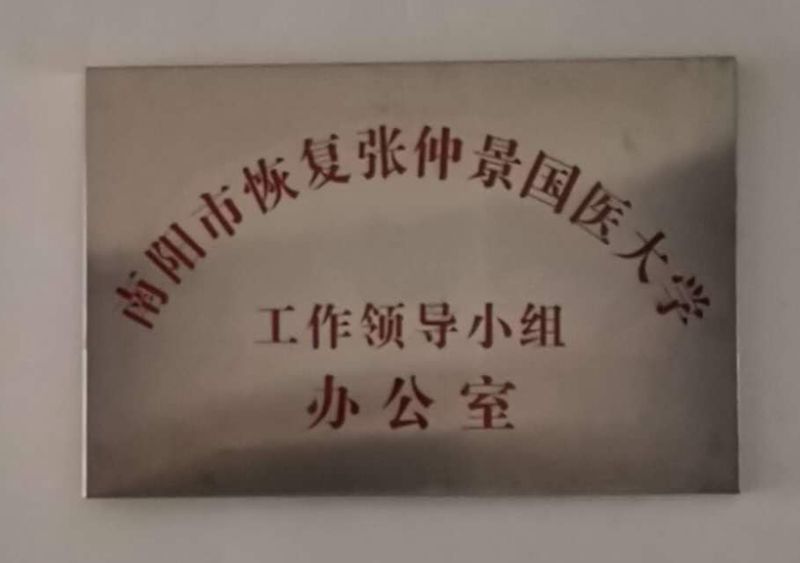 南阳市恢复张仲景国医大学
工作领导小组
办公室